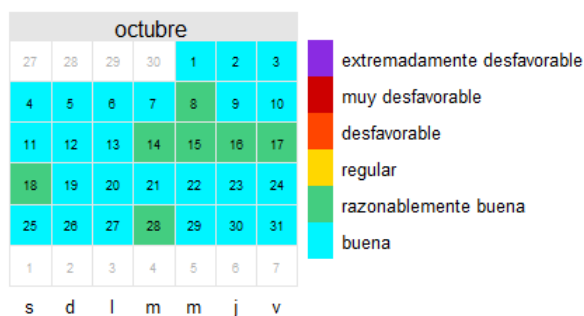 octubre
27 28 29 30 1 2 3
4 5 6 7 8 9 10
11 12 13 14 15 16 17
18 19 20 21 22 23 24
25 26 27 28 29 30 31
1 2 3 4 5 6 7
s d l m m j v
extremadamente desfavorable
muy desfavorable
desfavorable
regular
razonablemente buena
buena